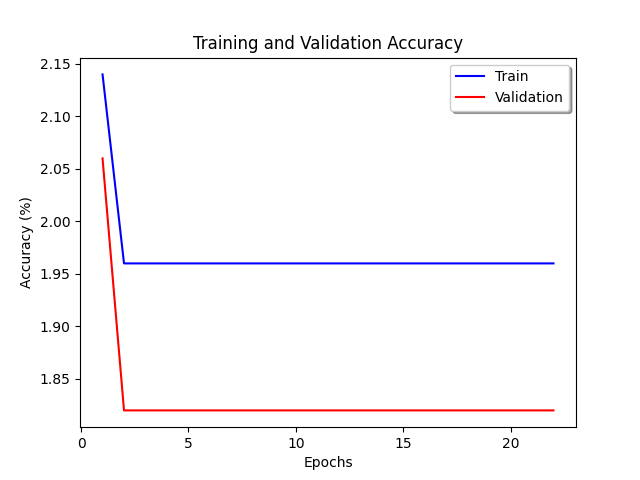 Training and Validation Accuracy
Train
Validation
2.15
2.10
2.05
2.00
1.95
1.90
1.85
Accuracy (%)
0 5 10 15 20
Epochs